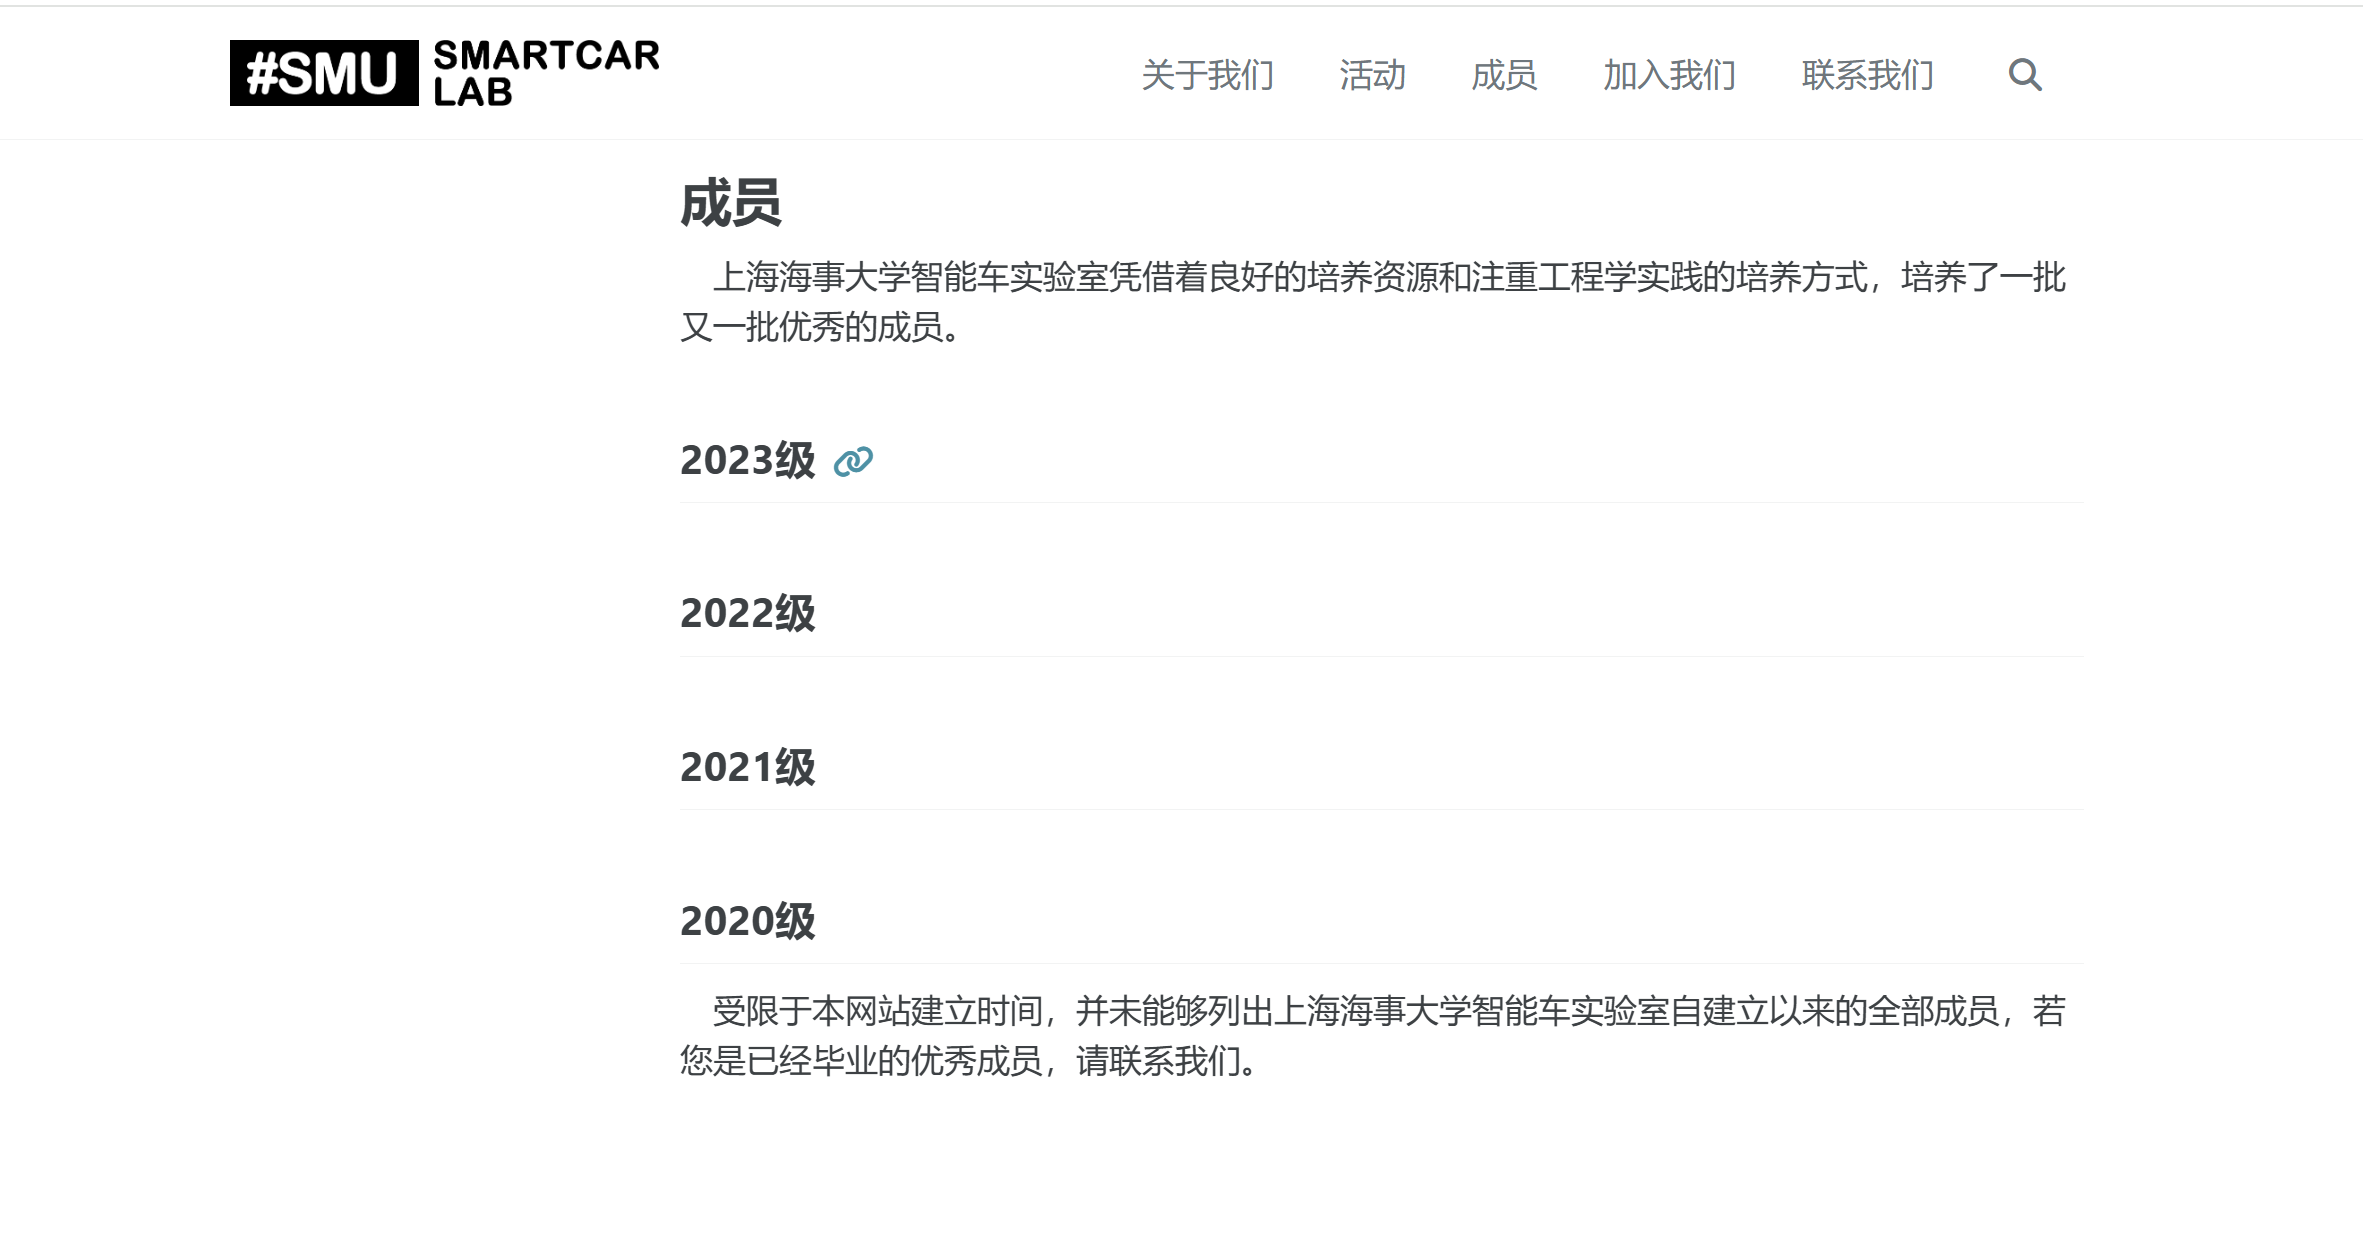 #SMU SMARTCAR
LAB
关于我们 活动 成员 加入我们 联系我们
成员
上海海事大学智能车实验室凭借着良好的培养资源和注重工程学实践的培养方式，培养了一批
又一批优秀的成员。
2023级
2022级
2021级
2020级
受限于本网站建立时间，并未能够列出上海海事大学智能车实验室自建立以来的全部成员，若
您是已经毕业的优秀成员，请联系我们。